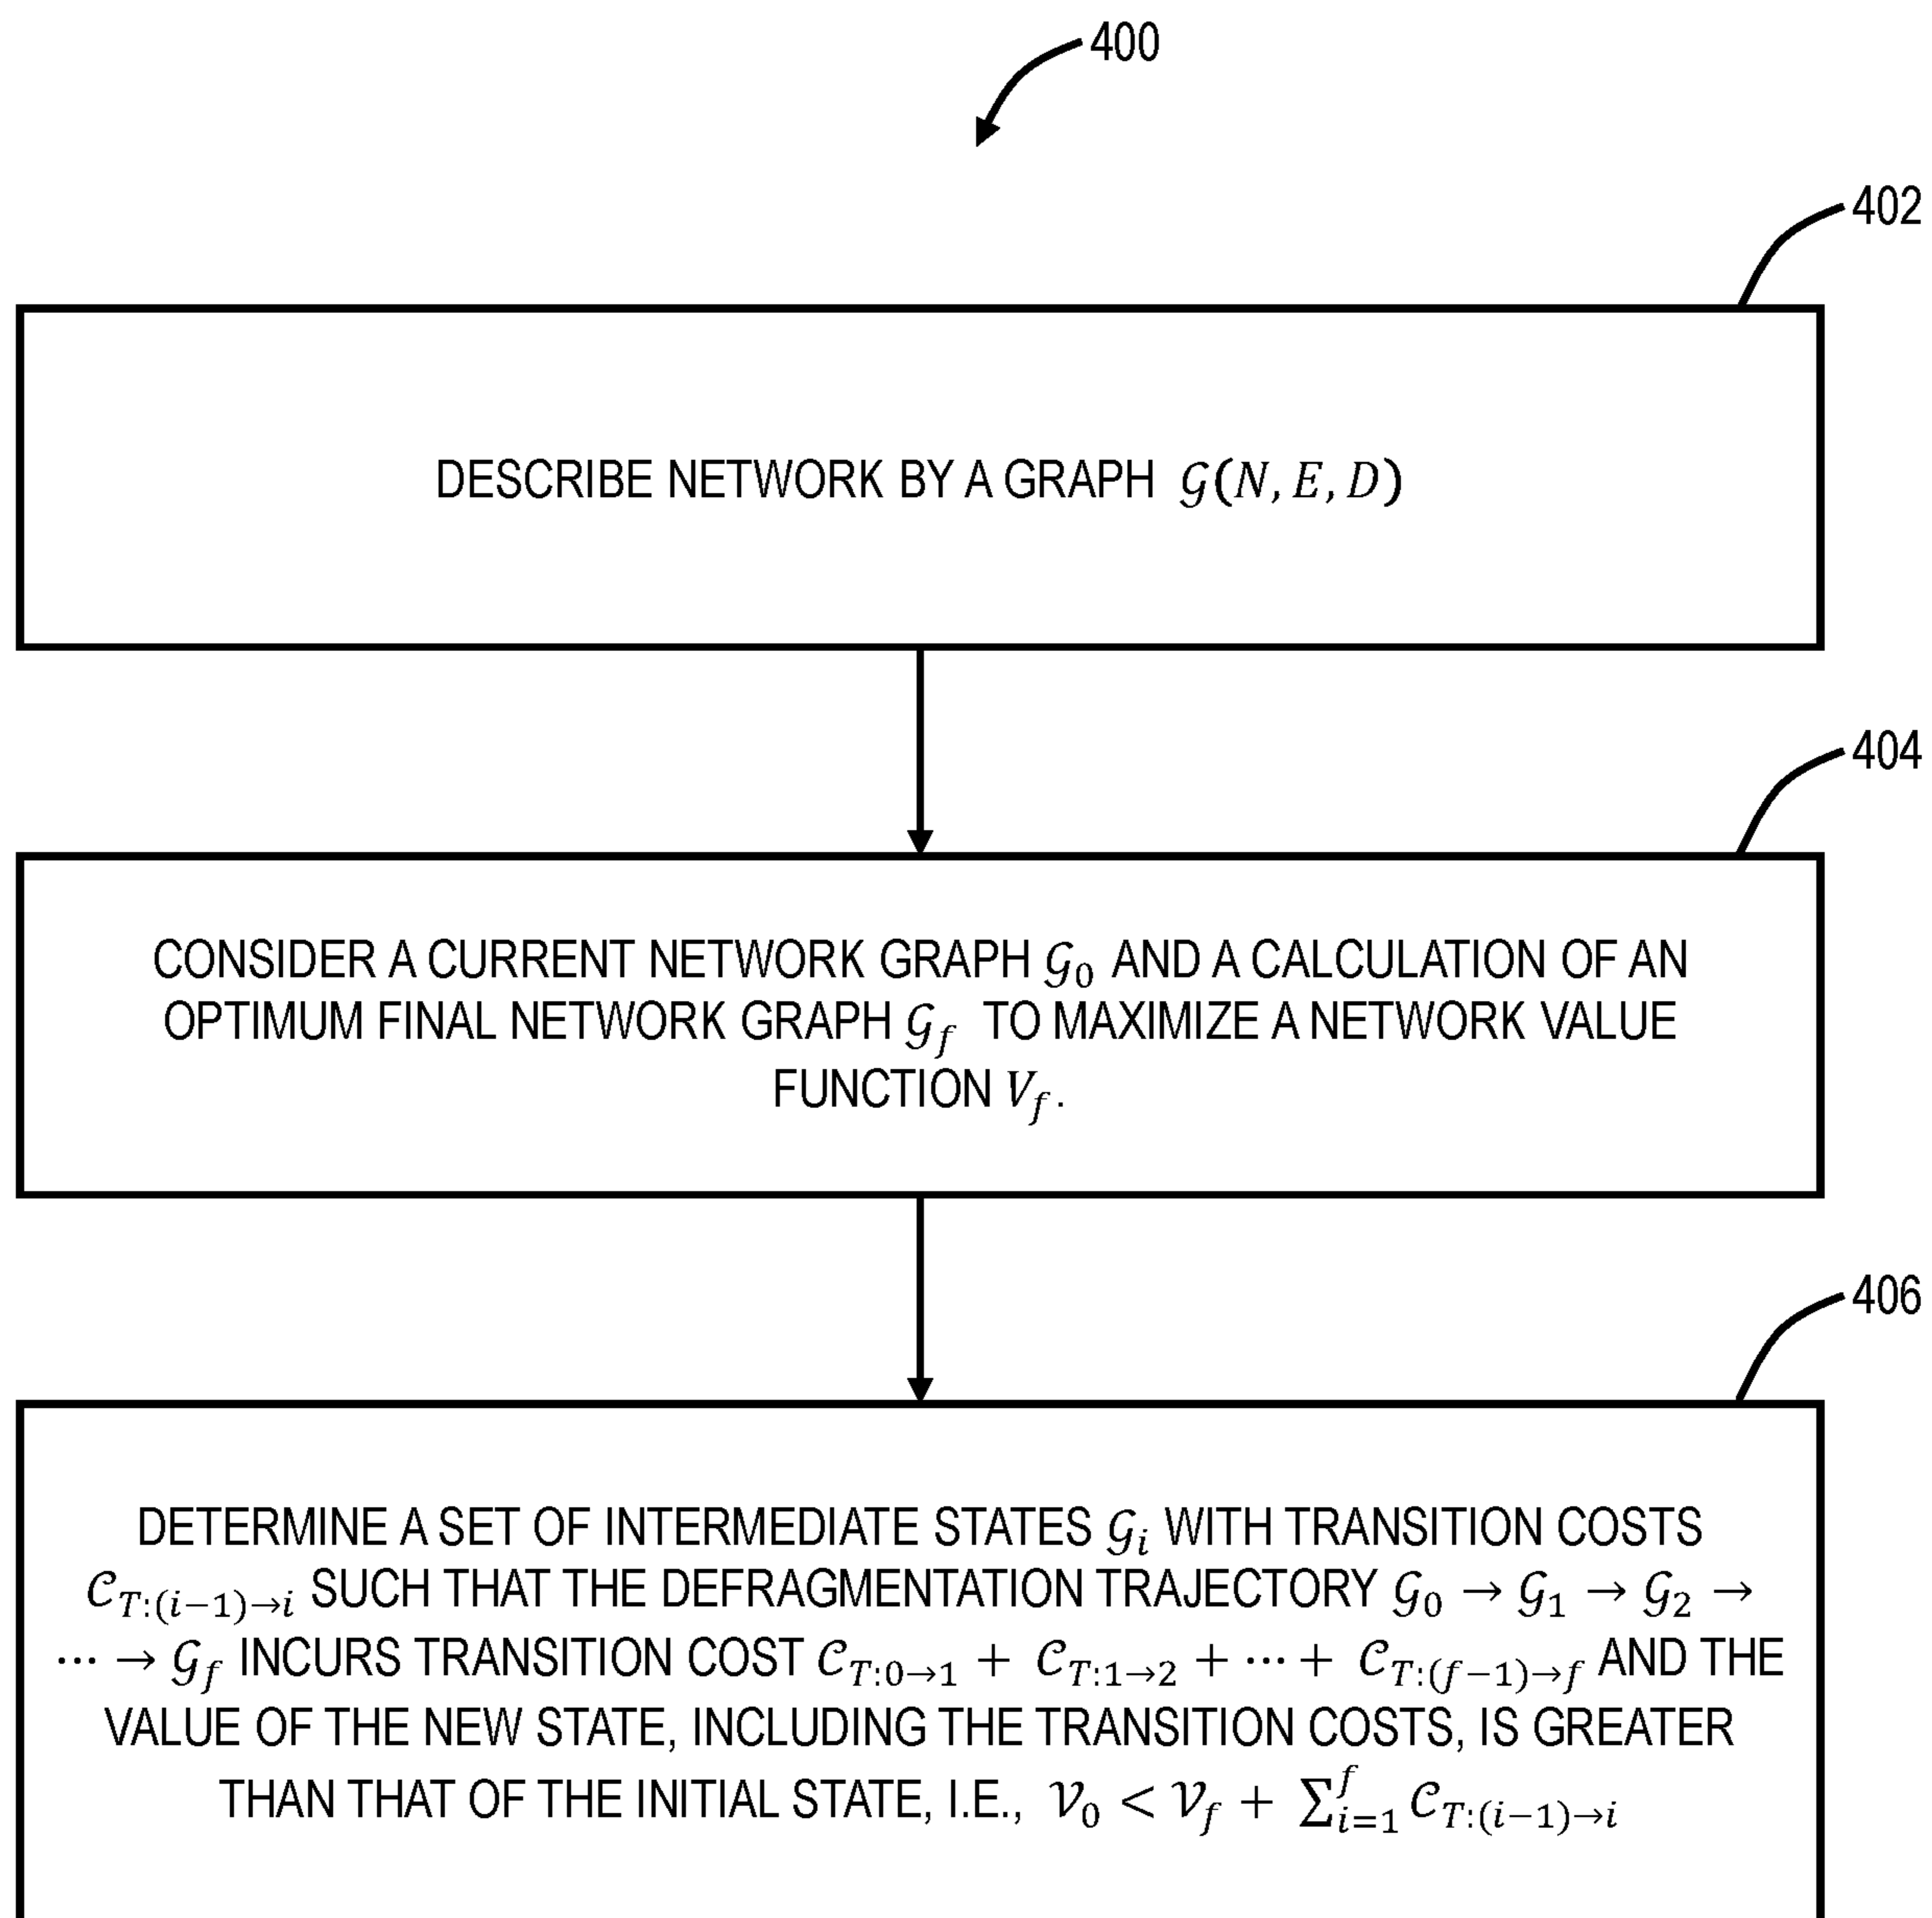 400
402
DESCRIBE NETWORK BY A GRAPH 𝒢(N, E, D)
404
CONSIDER A CURRENT NETWORK GRAPH 𝒢₀ AND A CALCULATION OF AN
OPTIMUM FINAL NETWORK GRAPH 𝒢_f TO MAXIMIZE A NETWORK VALUE
FUNCTION V_f.
406
DETERMINE A SET OF INTERMEDIATE STATES 𝒢_i WITH TRANSITION COSTS
𝒞_{T:(i−1)→i} SUCH THAT THE DEFRAGMENTATION TRAJECTORY 𝒢₀ → 𝒢₁ → 𝒢₂ →
⋯ → 𝒢_f INCURS TRANSITION COST 𝒞_{T:0→1} + 𝒞_{T:1→2} + ⋯ + 𝒞_{T:(f−1)→f} AND THE
VALUE OF THE NEW STATE, INCLUDING THE TRANSITION COSTS, IS GREATER
THAN THAT OF THE INITIAL STATE, I.E., 𝒱₀ < 𝒱_f + ∑_{i=1}^{f} 𝒞_{T:(i−1)→i}